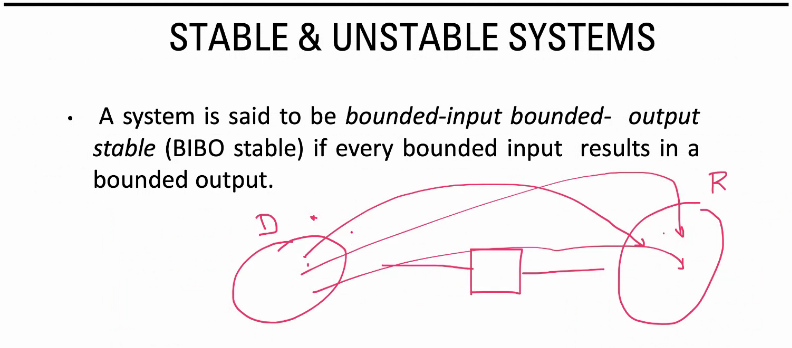 STABLE & UNSTABLE SYSTEMS
• A system is said to be bounded-input bounded- output
stable (BIBO stable) if every bounded input results in a
bounded output.
R
D